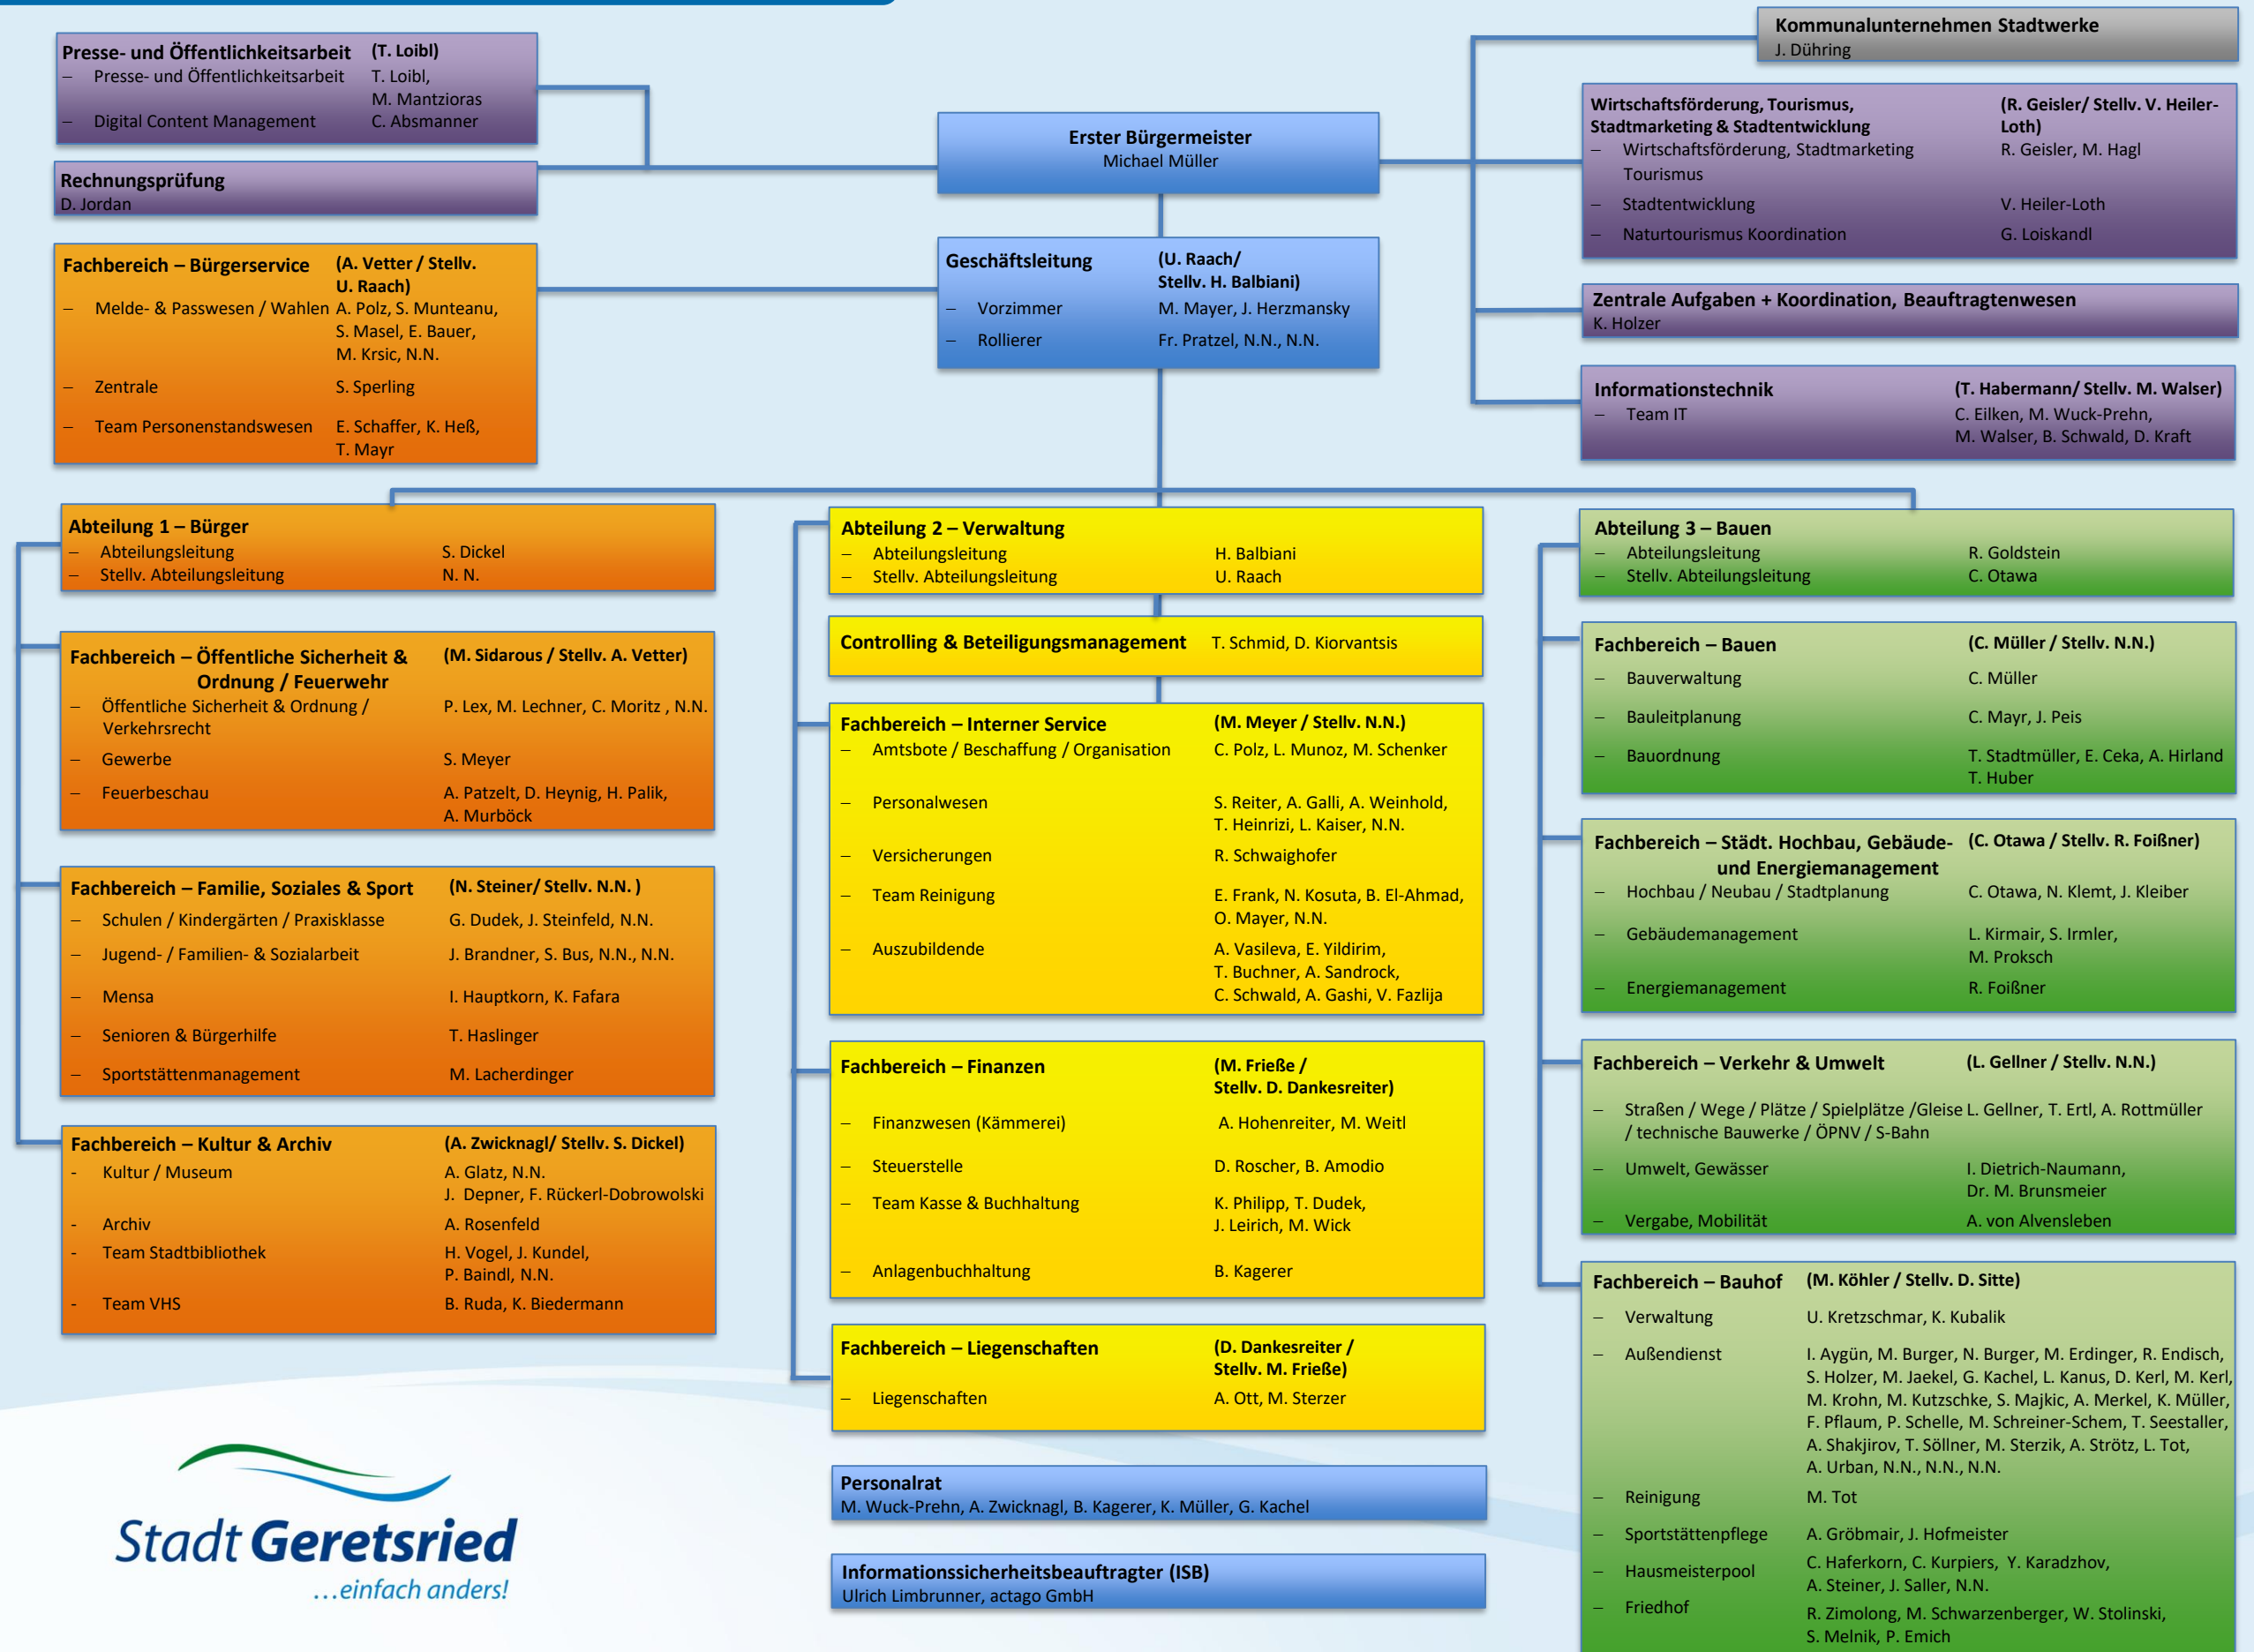 Presse- und Öffentlichkeitsarbeit (T. Loibl)
– Presse- und Öffentlichkeitsarbeit T. Loibl,
M. Mantzioras
– Digital Content Management C. Absmanner
Rechnungsprüfung
D. Jordan
Fachbereich – Bürgerservice (A. Vetter / Stellv.
U. Raach)
– Melde- & Passwesen / Wahlen A. Polz, S. Munteanu,
S. Masel, E. Bauer,
M. Krsic, N.N.
– Zentrale S. Sperling
– Team Personenstandswesen E. Schaffer, K. Heß,
T. Mayr
Erster Bürgermeister
Michael Müller
Geschäftsleitung (U. Raach/
Stellv. H. Balbiani)
– Vorzimmer M. Mayer, J. Herzmansky
– Rollierer Fr. Pratzel, N.N., N.N.
Kommunalunternehmen Stadtwerke
J. Dühring
Wirtschaftsförderung, Tourismus, (R. Geisler/ Stellv. V. Heiler-
Stadtmarketing & Stadtentwicklung Loth)
– Wirtschaftsförderung, Stadtmarketing R. Geisler, M. Hagl
Tourismus
– Stadtentwicklung V. Heiler-Loth
– Naturtourismus Koordination G. Loiskandl
Zentrale Aufgaben + Koordination, Beauftragtenwesen
K. Holzer
Informationstechnik (T. Habermann/ Stellv. M. Walser)
– Team IT C. Eilken, M. Wuck-Prehn,
M. Walser, B. Schwald, D. Kraft
Abteilung 1 – Bürger
– Abteilungsleitung S. Dickel
– Stellv. Abteilungsleitung N. N.
Fachbereich – Öffentliche Sicherheit & (M. Sidarous / Stellv. A. Vetter)
Ordnung / Feuerwehr
– Öffentliche Sicherheit & Ordnung / P. Lex, M. Lechner, C. Moritz , N.N.
Verkehrsrecht
– Gewerbe S. Meyer
– Feuerbeschau A. Patzelt, D. Heynig, H. Palik,
A. Murböck
Fachbereich – Familie, Soziales & Sport (N. Steiner/ Stellv. N.N. )
– Schulen / Kindergärten / Praxisklasse G. Dudek, J. Steinfeld, N.N.
– Jugend- / Familien- & Sozialarbeit J. Brandner, S. Bus, N.N., N.N.
– Mensa I. Hauptkorn, K. Fafara
– Senioren & Bürgerhilfe T. Haslinger
– Sportstättenmanagement M. Lacherdinger
Fachbereich – Kultur & Archiv (A. Zwicknagl/ Stellv. S. Dickel)
- Kultur / Museum A. Glatz, N.N.
J. Depner, F. Rückerl-Dobrowolski
- Archiv A. Rosenfeld
- Team Stadtbibliothek H. Vogel, J. Kundel,
P. Baindl, N.N.
- Team VHS B. Ruda, K. Biedermann
Abteilung 2 – Verwaltung
– Abteilungsleitung H. Balbiani
– Stellv. Abteilungsleitung U. Raach
Controlling & Beteiligungsmanagement T. Schmid, D. Kiorvantsis
Fachbereich – Interner Service (M. Meyer / Stellv. N.N.)
– Amtsbote / Beschaffung / Organisation C. Polz, L. Munoz, M. Schenker
– Personalwesen S. Reiter, A. Galli, A. Weinhold,
T. Heinrizi, L. Kaiser, N.N.
– Versicherungen R. Schwaighofer
– Team Reinigung E. Frank, N. Kosuta, B. El-Ahmad,
O. Mayer, N.N.
– Auszubildende A. Vasileva, E. Yildirim,
T. Buchner, A. Sandrock,
C. Schwald, A. Gashi, V. Fazlija
Fachbereich – Finanzen (M. Frieße /
Stellv. D. Dankesreiter)
– Finanzwesen (Kämmerei) A. Hohenreiter, M. Weitl
– Steuerstelle D. Roscher, B. Amodio
– Team Kasse & Buchhaltung K. Philipp, T. Dudek,
J. Leirich, M. Wick
– Anlagenbuchhaltung B. Kagerer
Fachbereich – Liegenschaften (D. Dankesreiter /
Stellv. M. Frieße)
– Liegenschaften A. Ott, M. Sterzer
Personalrat
M. Wuck-Prehn, A. Zwicknagl, B. Kagerer, K. Müller, G. Kachel
Informationssicherheitsbeauftragter (ISB)
Ulrich Limbrunner, actago GmbH
Abteilung 3 – Bauen
– Abteilungsleitung R. Goldstein
– Stellv. Abteilungsleitung C. Otawa
Fachbereich – Bauen (C. Müller / Stellv. N.N.)
– Bauverwaltung C. Müller
– Bauleitplanung C. Mayr, J. Peis
– Bauordnung T. Stadtmüller, E. Ceka, A. Hirland
T. Huber
Fachbereich – Städt. Hochbau, Gebäude- (C. Otawa / Stellv. R. Foißner)
und Energiemanagement
– Hochbau / Neubau / Stadtplanung C. Otawa, N. Klemt, J. Kleiber
– Gebäudemanagement L. Kirmair, S. Irmler,
M. Proksch
– Energiemanagement R. Foißner
Fachbereich – Verkehr & Umwelt (L. Gellner / Stellv. N.N.)
– Straßen / Wege / Plätze / Spielplätze /Gleise L. Gellner, T. Ertl, A. Rottmüller
/ technische Bauwerke / ÖPNV / S-Bahn
– Umwelt, Gewässer I. Dietrich-Naumann,
Dr. M. Brunsmeier
– Vergabe, Mobilität A. von Alvensleben
Fachbereich – Bauhof (M. Köhler / Stellv. D. Sitte)
– Verwaltung U. Kretzschmar, K. Kubalik
– Außendienst I. Aygün, M. Burger, N. Burger, M. Erdinger, R. Endisch,
S. Holzer, M. Jaekel, G. Kachel, L. Kanus, D. Kerl, M. Kerl,
M. Krohn, M. Kutzschke, S. Majkic, A. Merkel, K. Müller,
F. Pflaum, P. Schelle, M. Schreiner-Schem, T. Seestaller,
A. Shakjirov, T. Söllner, M. Sterzik, A. Strötz, L. Tot,
A. Urban, N.N., N.N., N.N.
– Reinigung M. Tot
– Sportstättenpflege A. Gröbmair, J. Hofmeister
– Hausmeisterpool C. Haferkorn, C. Kurpiers, Y. Karadzhov,
A. Steiner, J. Saller, N.N.
– Friedhof R. Zimolong, M. Schwarzenberger, W. Stolinski,
S. Melnik, P. Emich
Stadt Geretsried
...einfach anders!